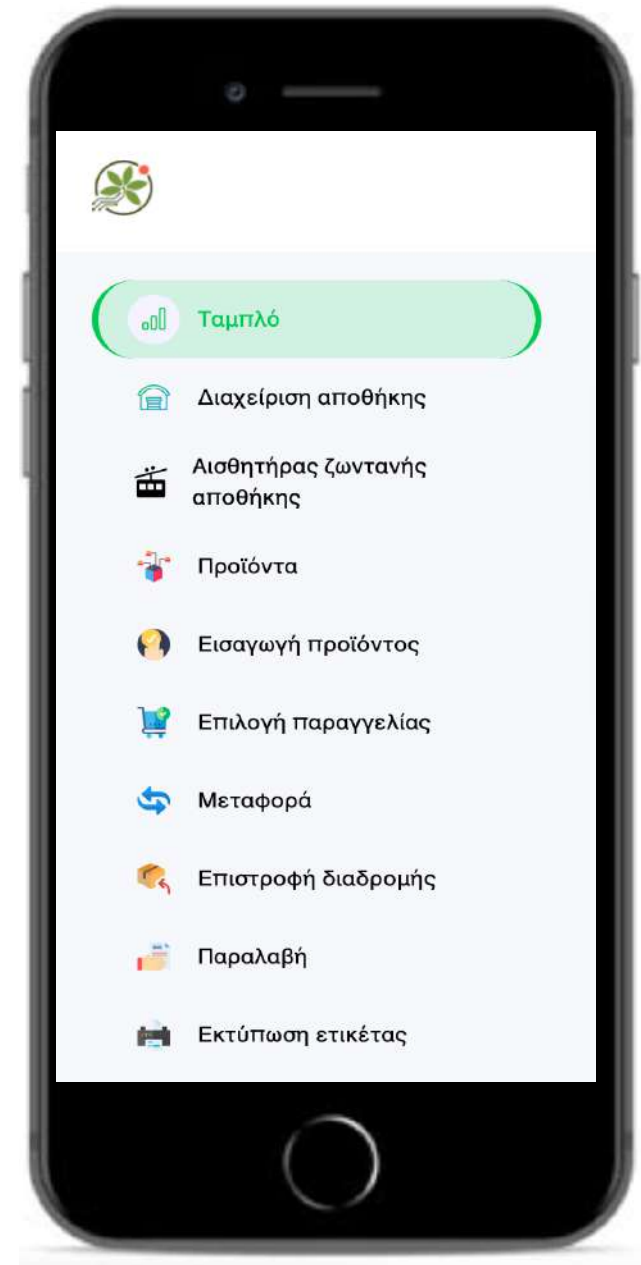 Ταμπλό
Διαχείριση αποθήκης
Αισθητήρας ζωντανής
αποθήκης
Προϊόντα
Εισαγωγή προϊόντος
Επιλογή παραγγελίας
Μεταφορά
Επιστροφή διαδρομής
Παραλαβή
Εκτύπωση ετικέτας